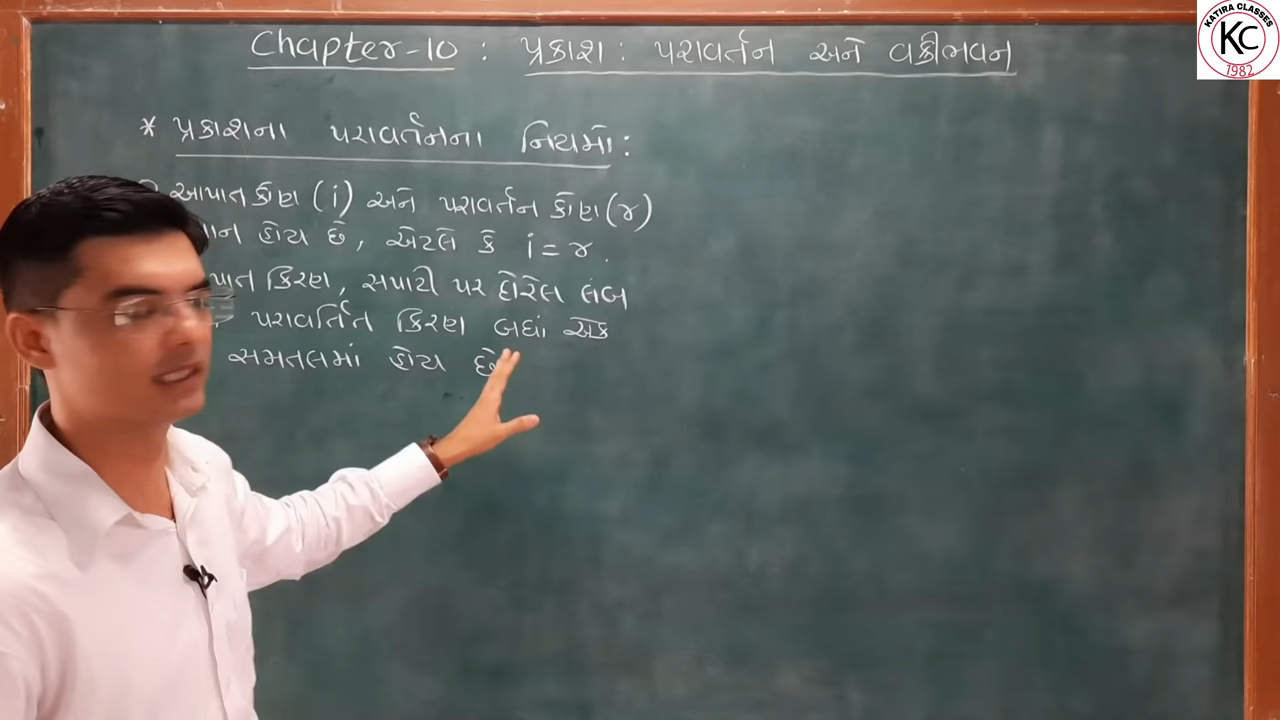 Chapter-10 : પ્રકાશ : પરાવર્તન અને વક્રીભવન
KATIRA CLASSES
KC
1982
* પ્રકાશના પરાવર્તનના નિયમો :
આપાતકોણ (i) અને પરાવર્તન કોણ (r)
હોય છે, એટલે કે i = r.
કિરણ, સપાટી પર દોરેલ લંબ
પરાવર્તિત કિરણ બધાં એક
સમતલમાં હોય છે